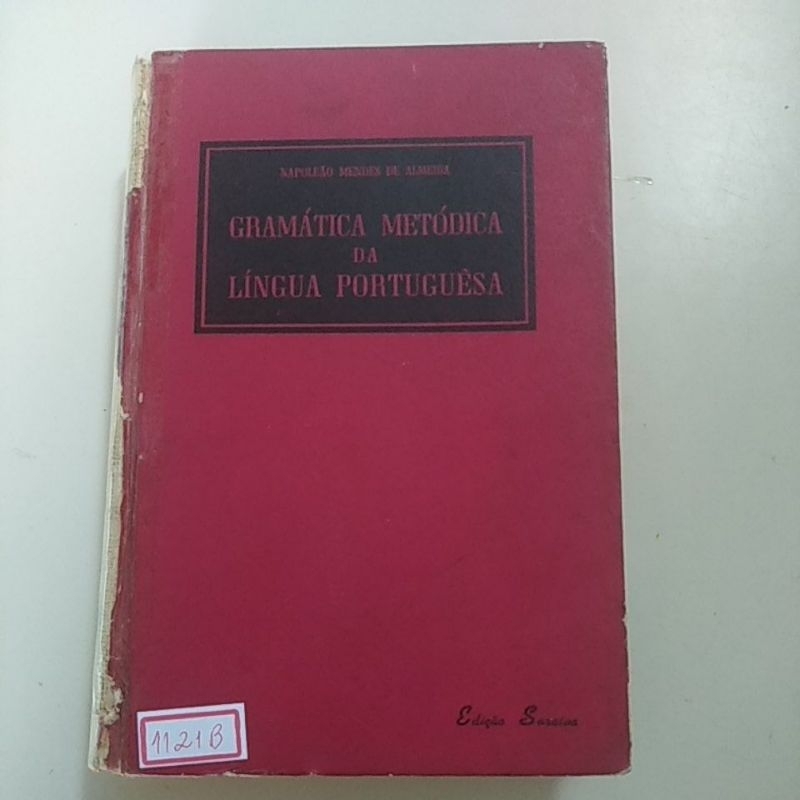 NAPOLEÃO MENDES DE ALMEIDA
GRAMÁTICA METÓDICA
DA
LÍNGUA PORTUGUÊSA
Edição Saraiva
1121B